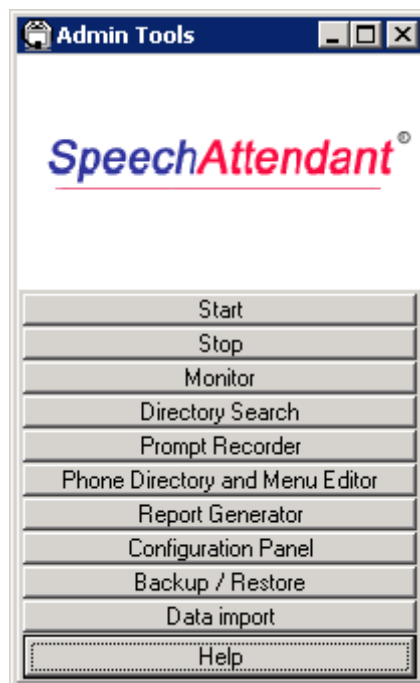 Admin Tools
SpeechAttendant®
Start
Stop
Monitor
Directory Search
Prompt Recorder
Phone Directory and Menu Editor
Report Generator
Configuration Panel
Backup / Restore
Data import
Help